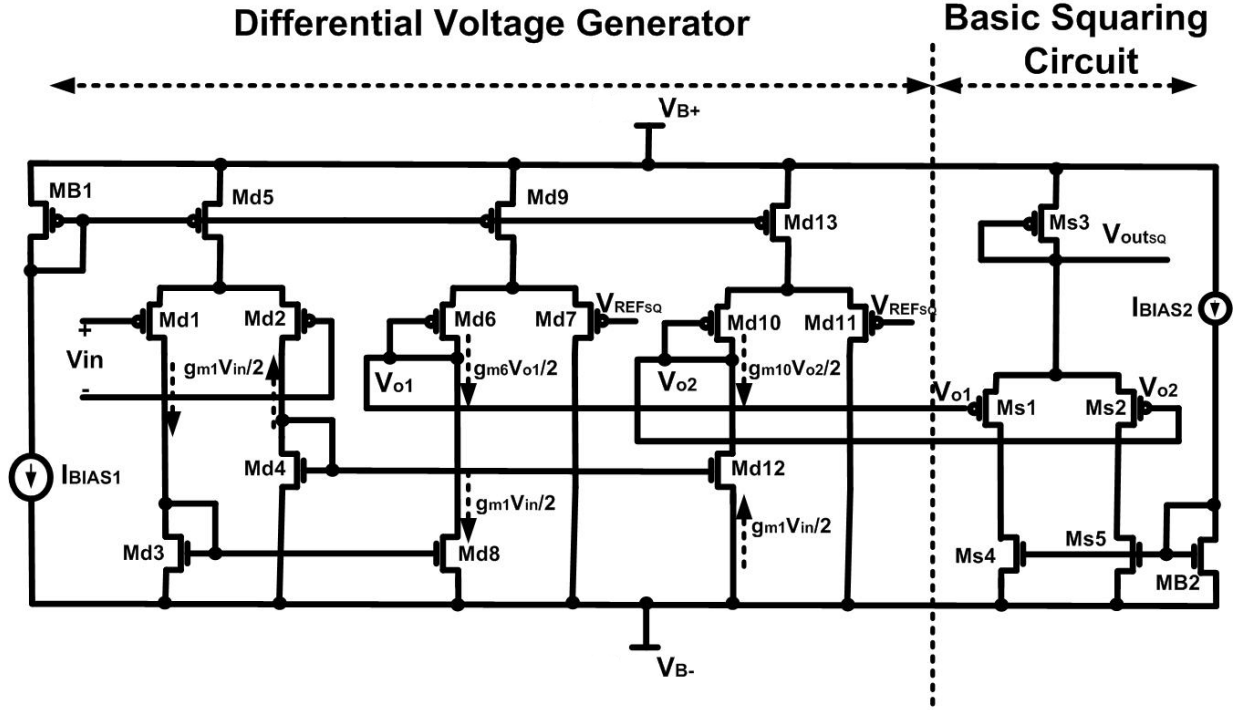 Differential Voltage Generator
Basic Squaring
Circuit
VB+
MB1
Md5
Md9
Md13
Ms3
VoutSQ
Md1
Md2
Md6
Md7
VREFSQ
Md10
Md11
VREFSQ
IBIAS2
+
Vin
-
gm1Vin/2
Vo1
gm6Vo1/2
Vo2
gm10Vo2/2
Vo1
Ms1
Ms2
Vo2
IBIAS1
Md4
Md12
gm1Vin/2
gm1Vin/2
Md3
Md8
Ms4
Ms5
MB2
VB-